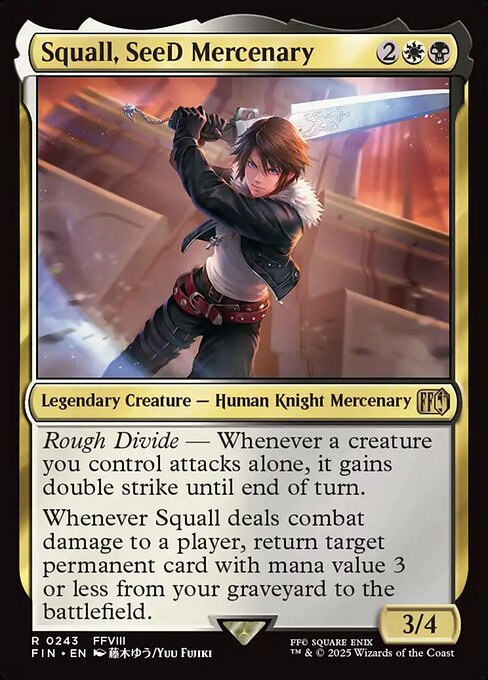 Squall, SeeD Mercenary 2
Legendary Creature — Human Knight Mercenary FF
Rough Divide — Whenever a creature
you control attacks alone, it gains
double strike until end of turn.
Whenever Squall deals combat
damage to a player, return target
permanent card with mana value 3
or less from your graveyard to the
battlefield.
3/4
R 0243 FFVIII
FIN • EN 藤木ゆう/Yuu Fujiki
FF© SQUARE ENIX
™ & © 2025 Wizards of the Coast